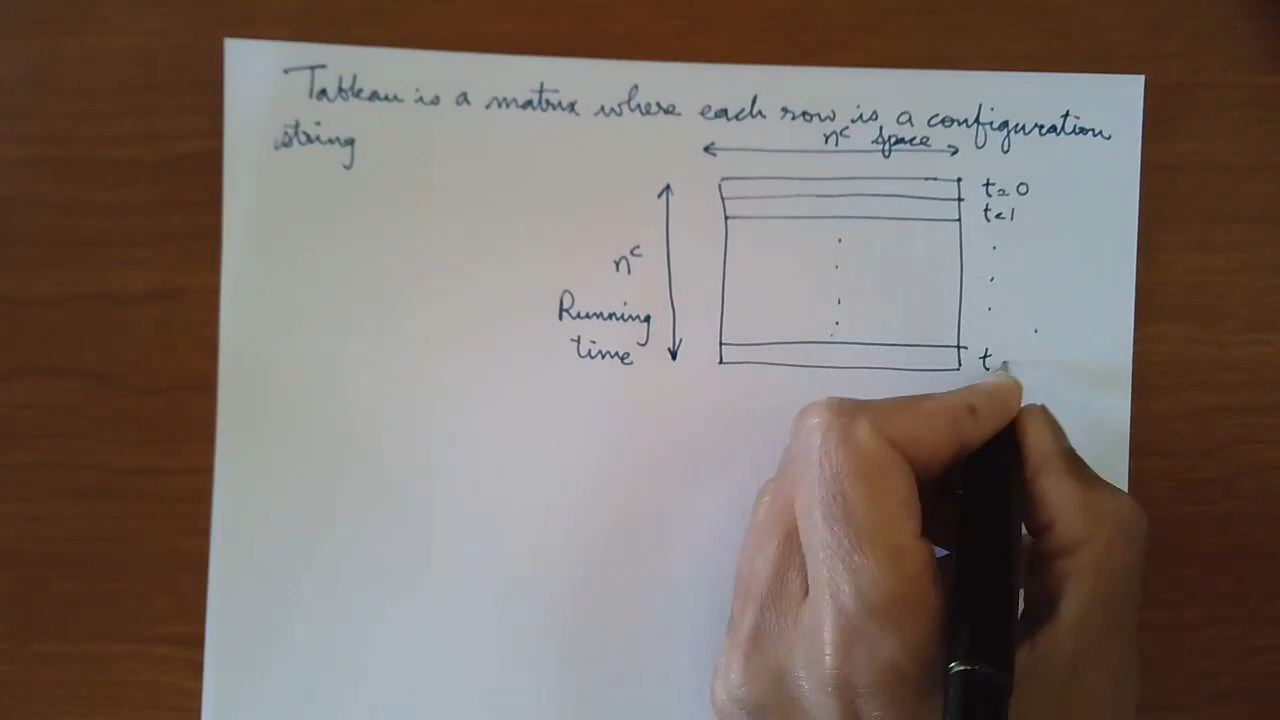 Tableau is a matrix where each row is a configuration
string
n^c space
t=0
t=1
n^c
Running
time
t